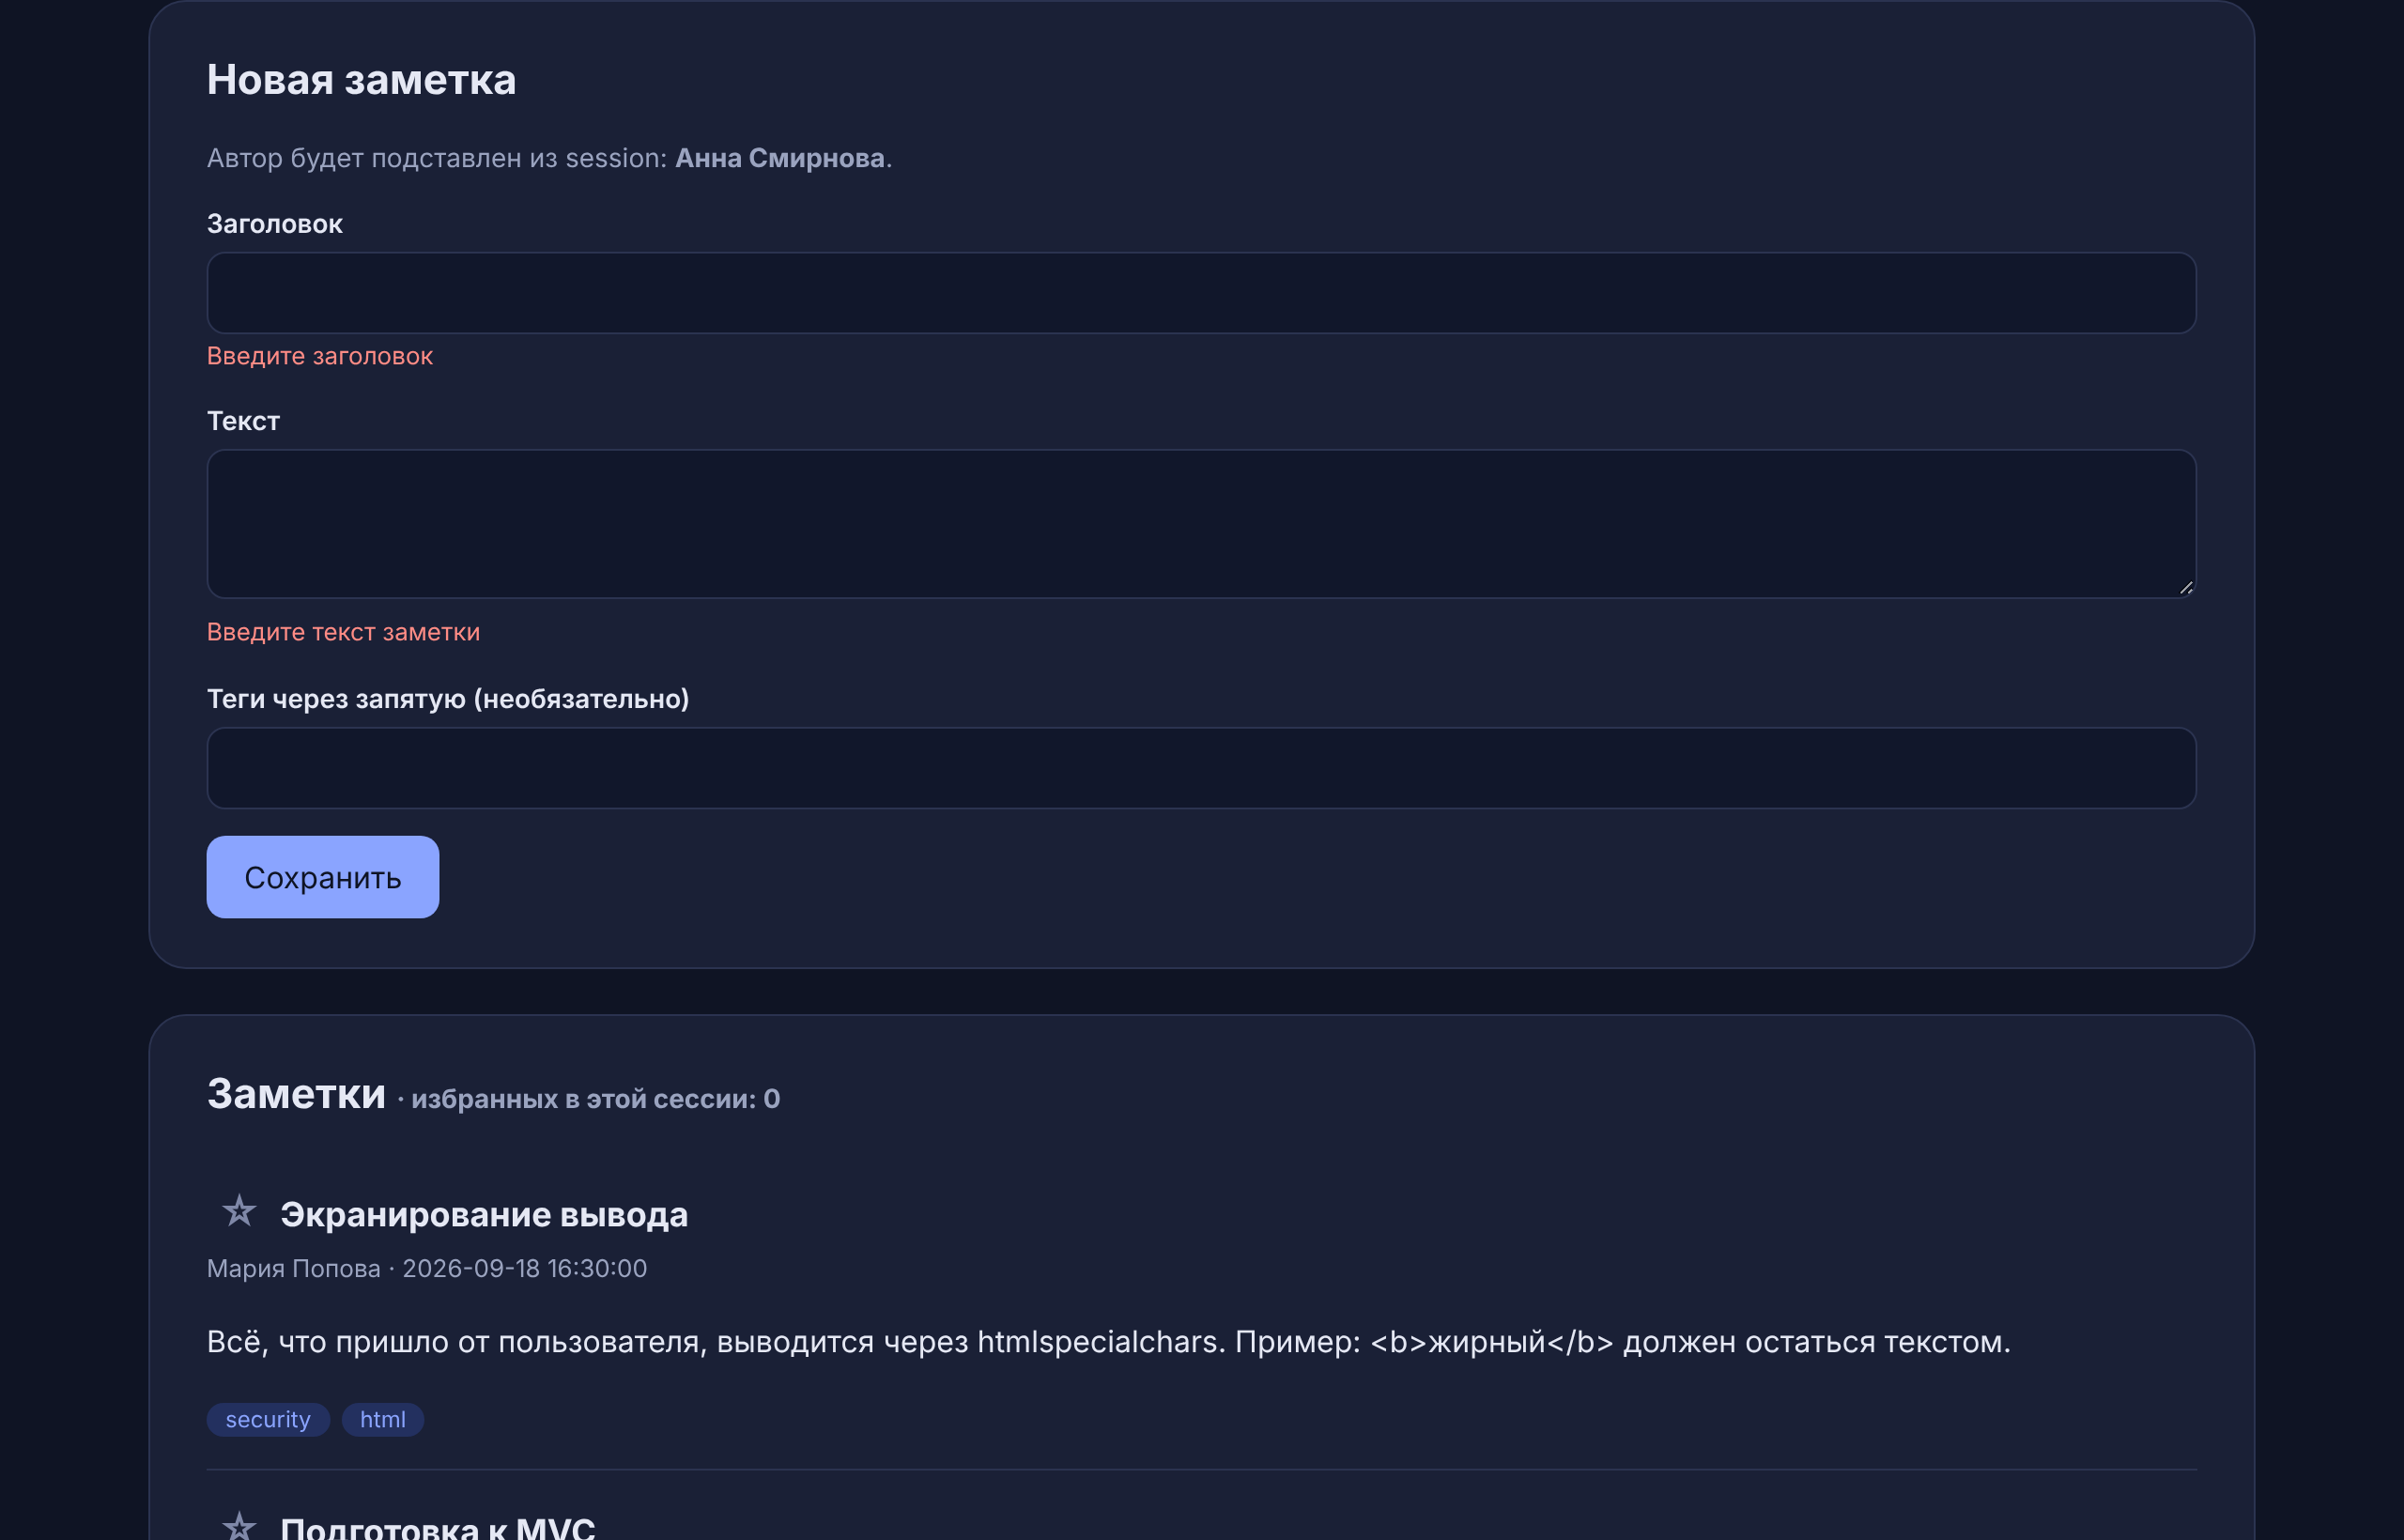 Новая заметка
Автор будет подставлен из session: Анна Смирнова.
Заголовок
Введите заголовок
Текст
Введите текст заметки
Теги через запятую (необязательно)
Сохранить
Заметки · избранных в этой сессии: 0
☆ Экранирование вывода
Мария Попова · 2026-09-18 16:30:00
Всё, что пришло от пользователя, выводится через htmlspecialchars. Пример: <b>жирный</b> должен остаться текстом.
security html
☆ Подготовка к MVC